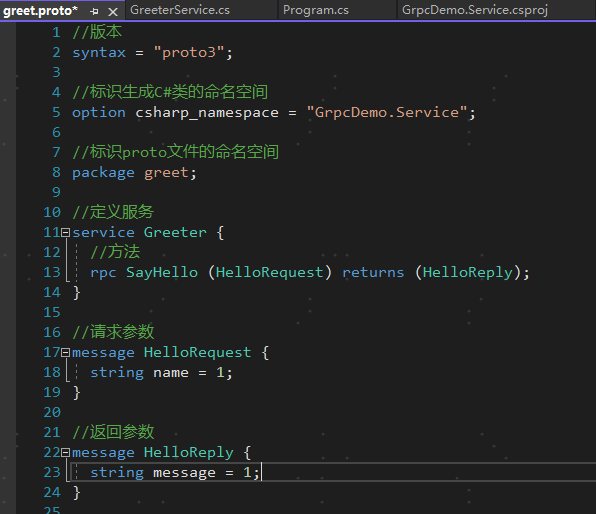 greet.proto* GreeterService.cs Program.cs GrpcDemo.Service.csproj
1 //版本
2 syntax = "proto3";
3
4 //标识生成C#类的命名空间
5 option csharp_namespace = "GrpcDemo.Service";
6
7 //标识proto文件的命名空间
8 package greet;
9
10 //定义服务
11 service Greeter {
12 //方法
13 rpc SayHello (HelloRequest) returns (HelloReply);
14 }
15
16 //请求参数
17 message HelloRequest {
18 string name = 1;
19 }
20
21 //返回参数
22 message HelloReply {
23 string message = 1;
24 }
25